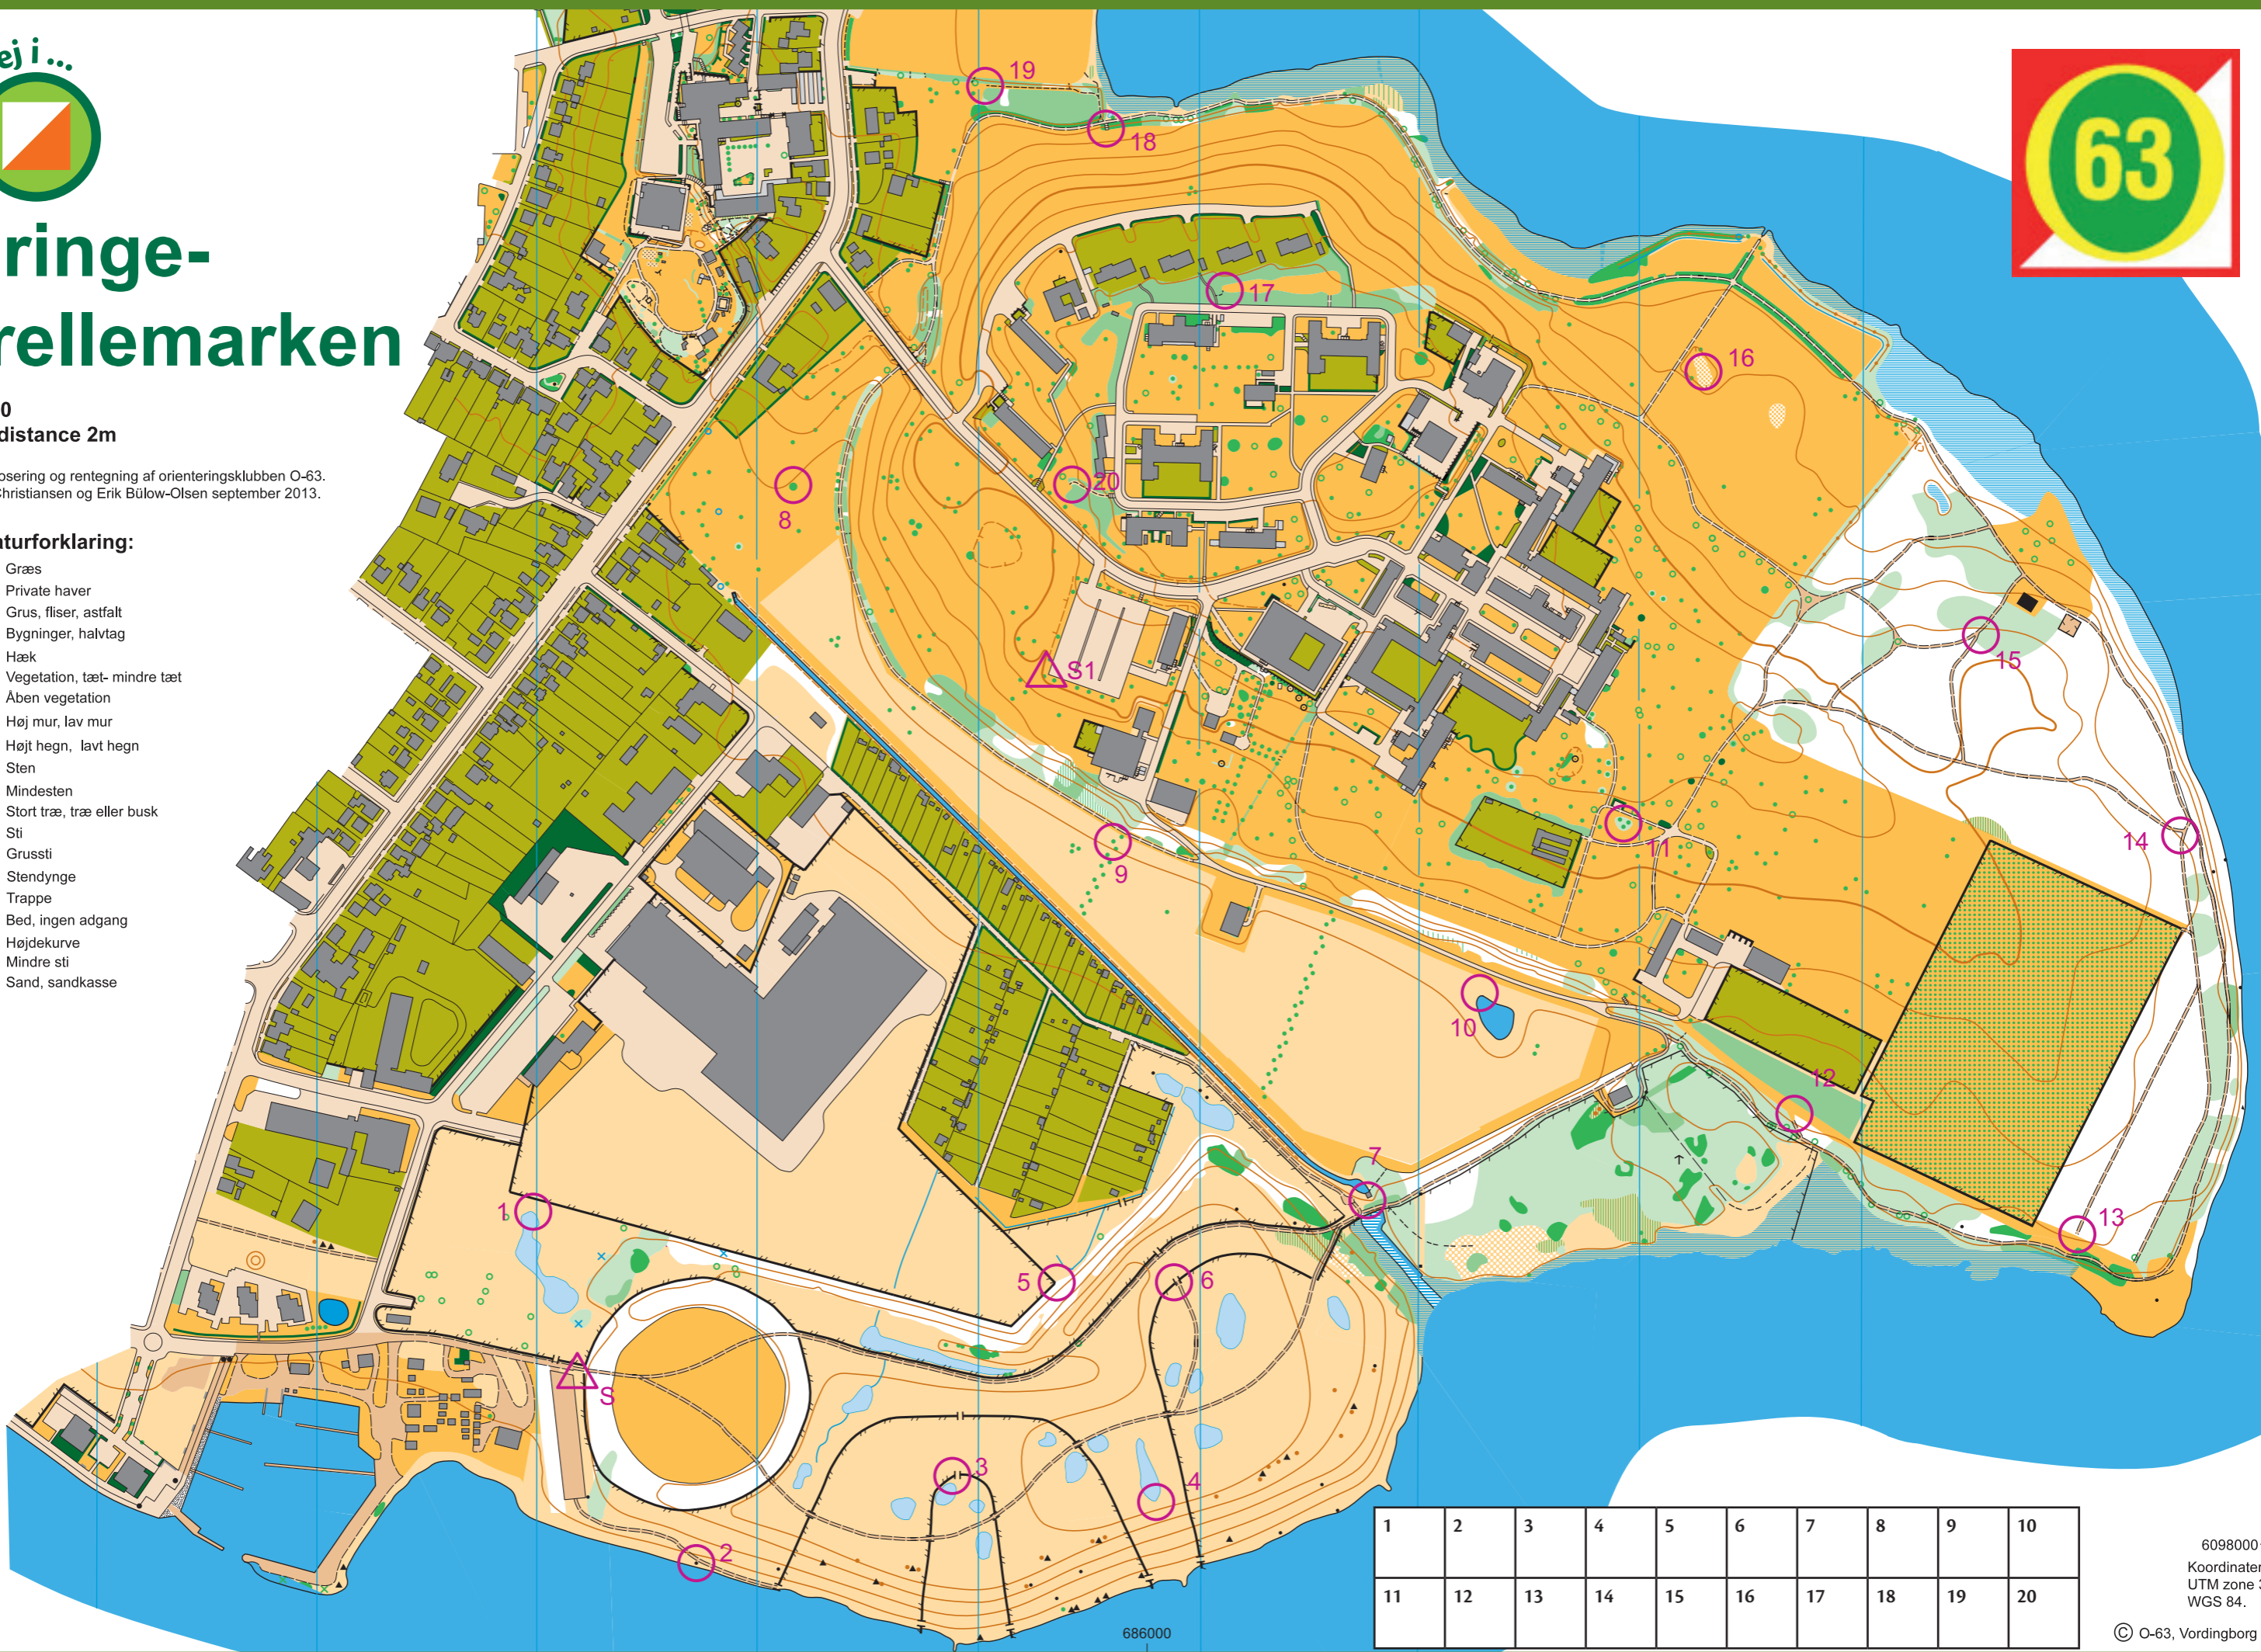 ej i ...
ringe-
rellemarken
0
distance 2m
osering og rentegning af orienteringsklubben O-63.
Christiansen og Erik Bülow-Olsen september 2013.
aturforklaring:
Græs
Private haver
Grus, fliser, astfalt
Bygninger, halvtag
Hæk
Vegetation, tæt- mindre tæt
Åben vegetation
Høj mur, lav mur
Højt hegn, lavt hegn
Sten
Mindesten
Stort træ, træ eller busk
Sti
Grussti
Stendynge
Trappe
Bed, ingen adgang
Højdekurve
Mindre sti
Sand, sandkasse
63
19
18
17
16
20
8
S1
15
11
14
9
10
12
7
13
1
5
6
S
3
4
2
1 2 3 4 5 6 7 8 9 10
11 12 13 14 15 16 17 18 19 20
686000
6098000
Koordinater
UTM zone 3
WGS 84.
© O-63, Vordingborg